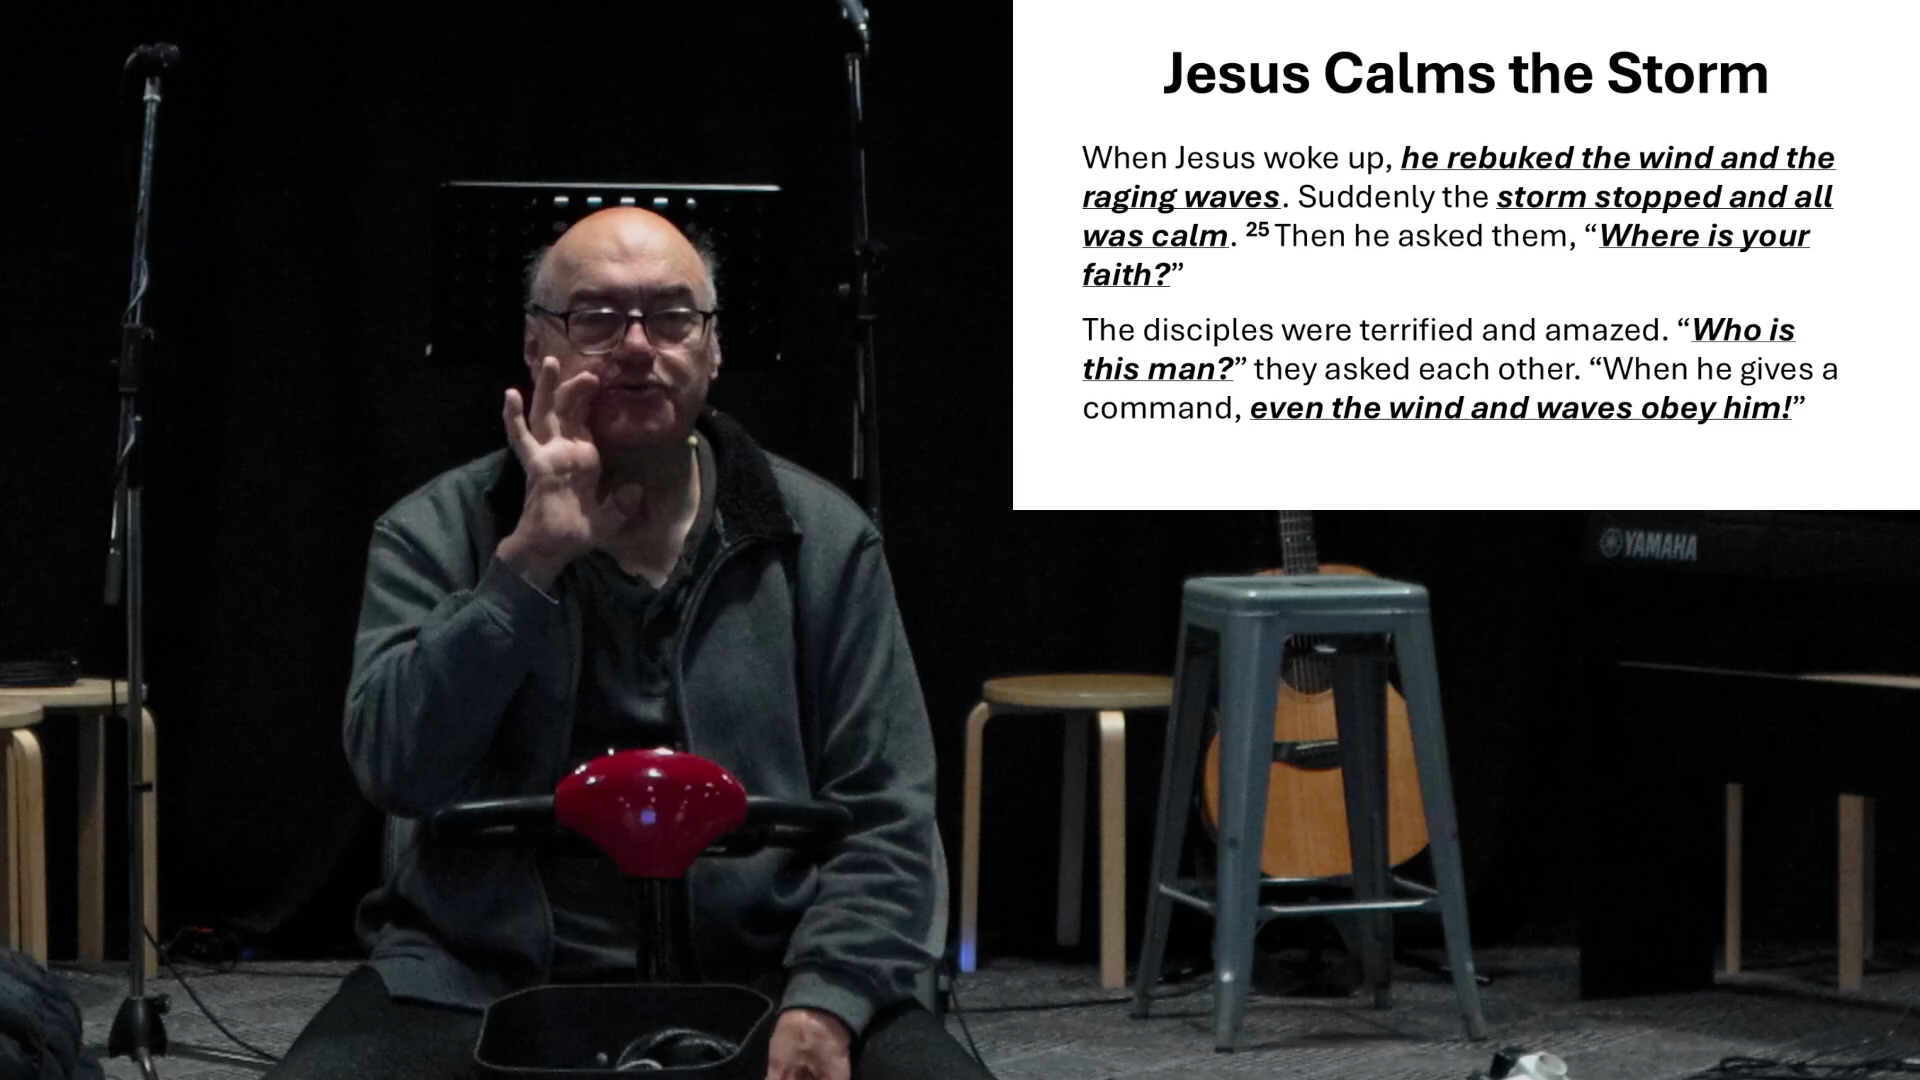 Jesus Calms the Storm
When Jesus woke up, he rebuked the wind and the
raging waves. Suddenly the storm stopped and all
was calm. 25 Then he asked them, “Where is your
faith?”
The disciples were terrified and amazed. “Who is
this man?” they asked each other. “When he gives a
command, even the wind and waves obey him!”
YAMAHA